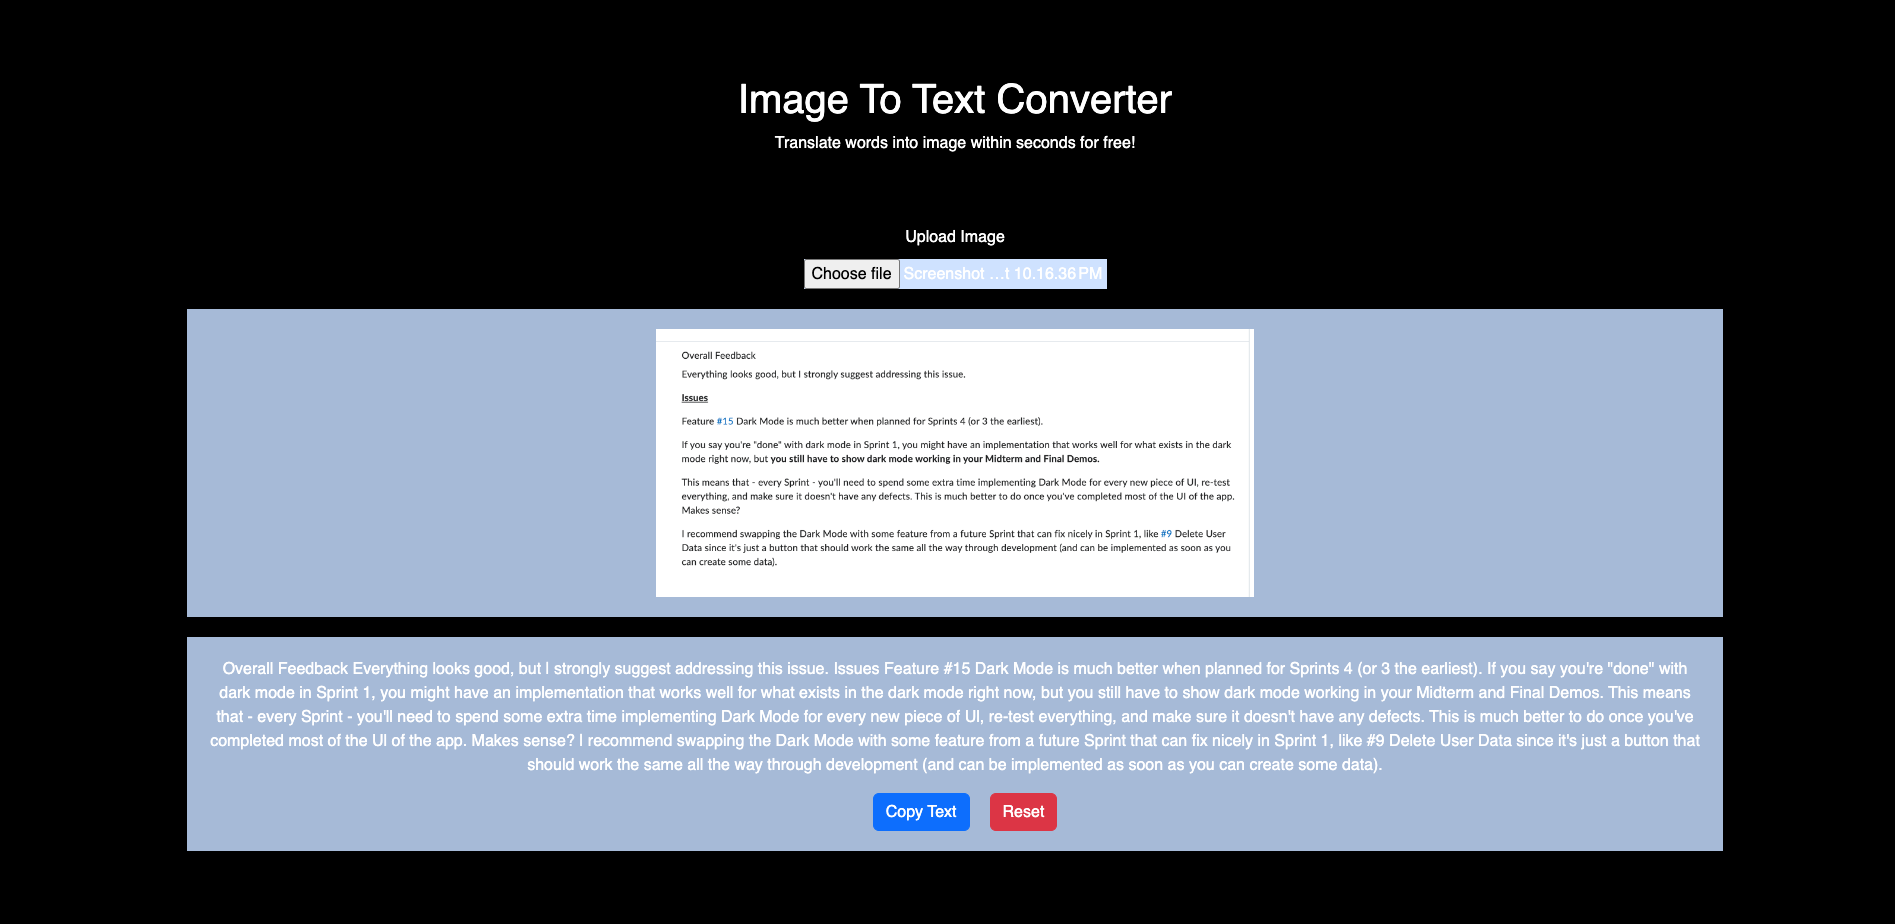 Image To Text Converter
Translate words into image within seconds for free!
Upload Image
Choose file Screenshot ...t 10.16.36 PM
Overall Feedback
Everything looks good, but I strongly suggest addressing this issue.
Issues
Feature #15 Dark Mode is much better when planned for Sprints 4 (or 3 the earliest).
If you say you're "done" with dark mode in Sprint 1, you might have an implementation that works well for what exists in the dark
mode right now, but you still have to show dark mode working in your Midterm and Final Demos.
This means that - every Sprint - you'll need to spend some extra time implementing Dark Mode for every new piece of UI, re-test
everything, and make sure it doesn't have any defects. This is much better to do once you've completed most of the UI of the app.
Makes sense?
I recommend swapping the Dark Mode with some feature from a future Sprint that can fix nicely in Sprint 1, like #9 Delete User
Data since it's just a button that should work the same all the way through development (and can be implemented as soon as you
can create some data).
Overall Feedback Everything looks good, but I strongly suggest addressing this issue. Issues Feature #15 Dark Mode is much better when planned for Sprints 4 (or 3 the earliest). If you say you're "done" with
dark mode in Sprint 1, you might have an implementation that works well for what exists in the dark mode right now, but you still have to show dark mode working in your Midterm and Final Demos. This means
that - every Sprint - you'll need to spend some extra time implementing Dark Mode for every new piece of UI, re-test everything, and make sure it doesn't have any defects. This is much better to do once you've
completed most of the UI of the app. Makes sense? I recommend swapping the Dark Mode with some feature from a future Sprint that can fix nicely in Sprint 1, like #9 Delete User Data since it's just a button that
should work the same all the way through development (and can be implemented as soon as you can create some data).
Copy Text Reset